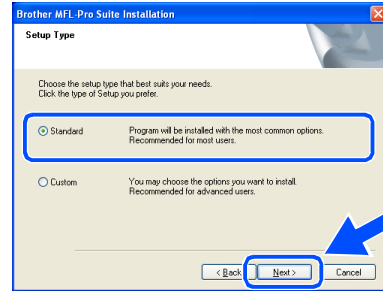 Brother MFL-Pro Suite Installation
Setup Type
Choose the setup type that best suits your needs.
Click the type of Setup you prefer.
Standard
Program will be installed with the most common options.
Recommended for most users.
Custom
You may choose the options you want to install.
Recommended for advanced users.
< Back
Next >
Cancel